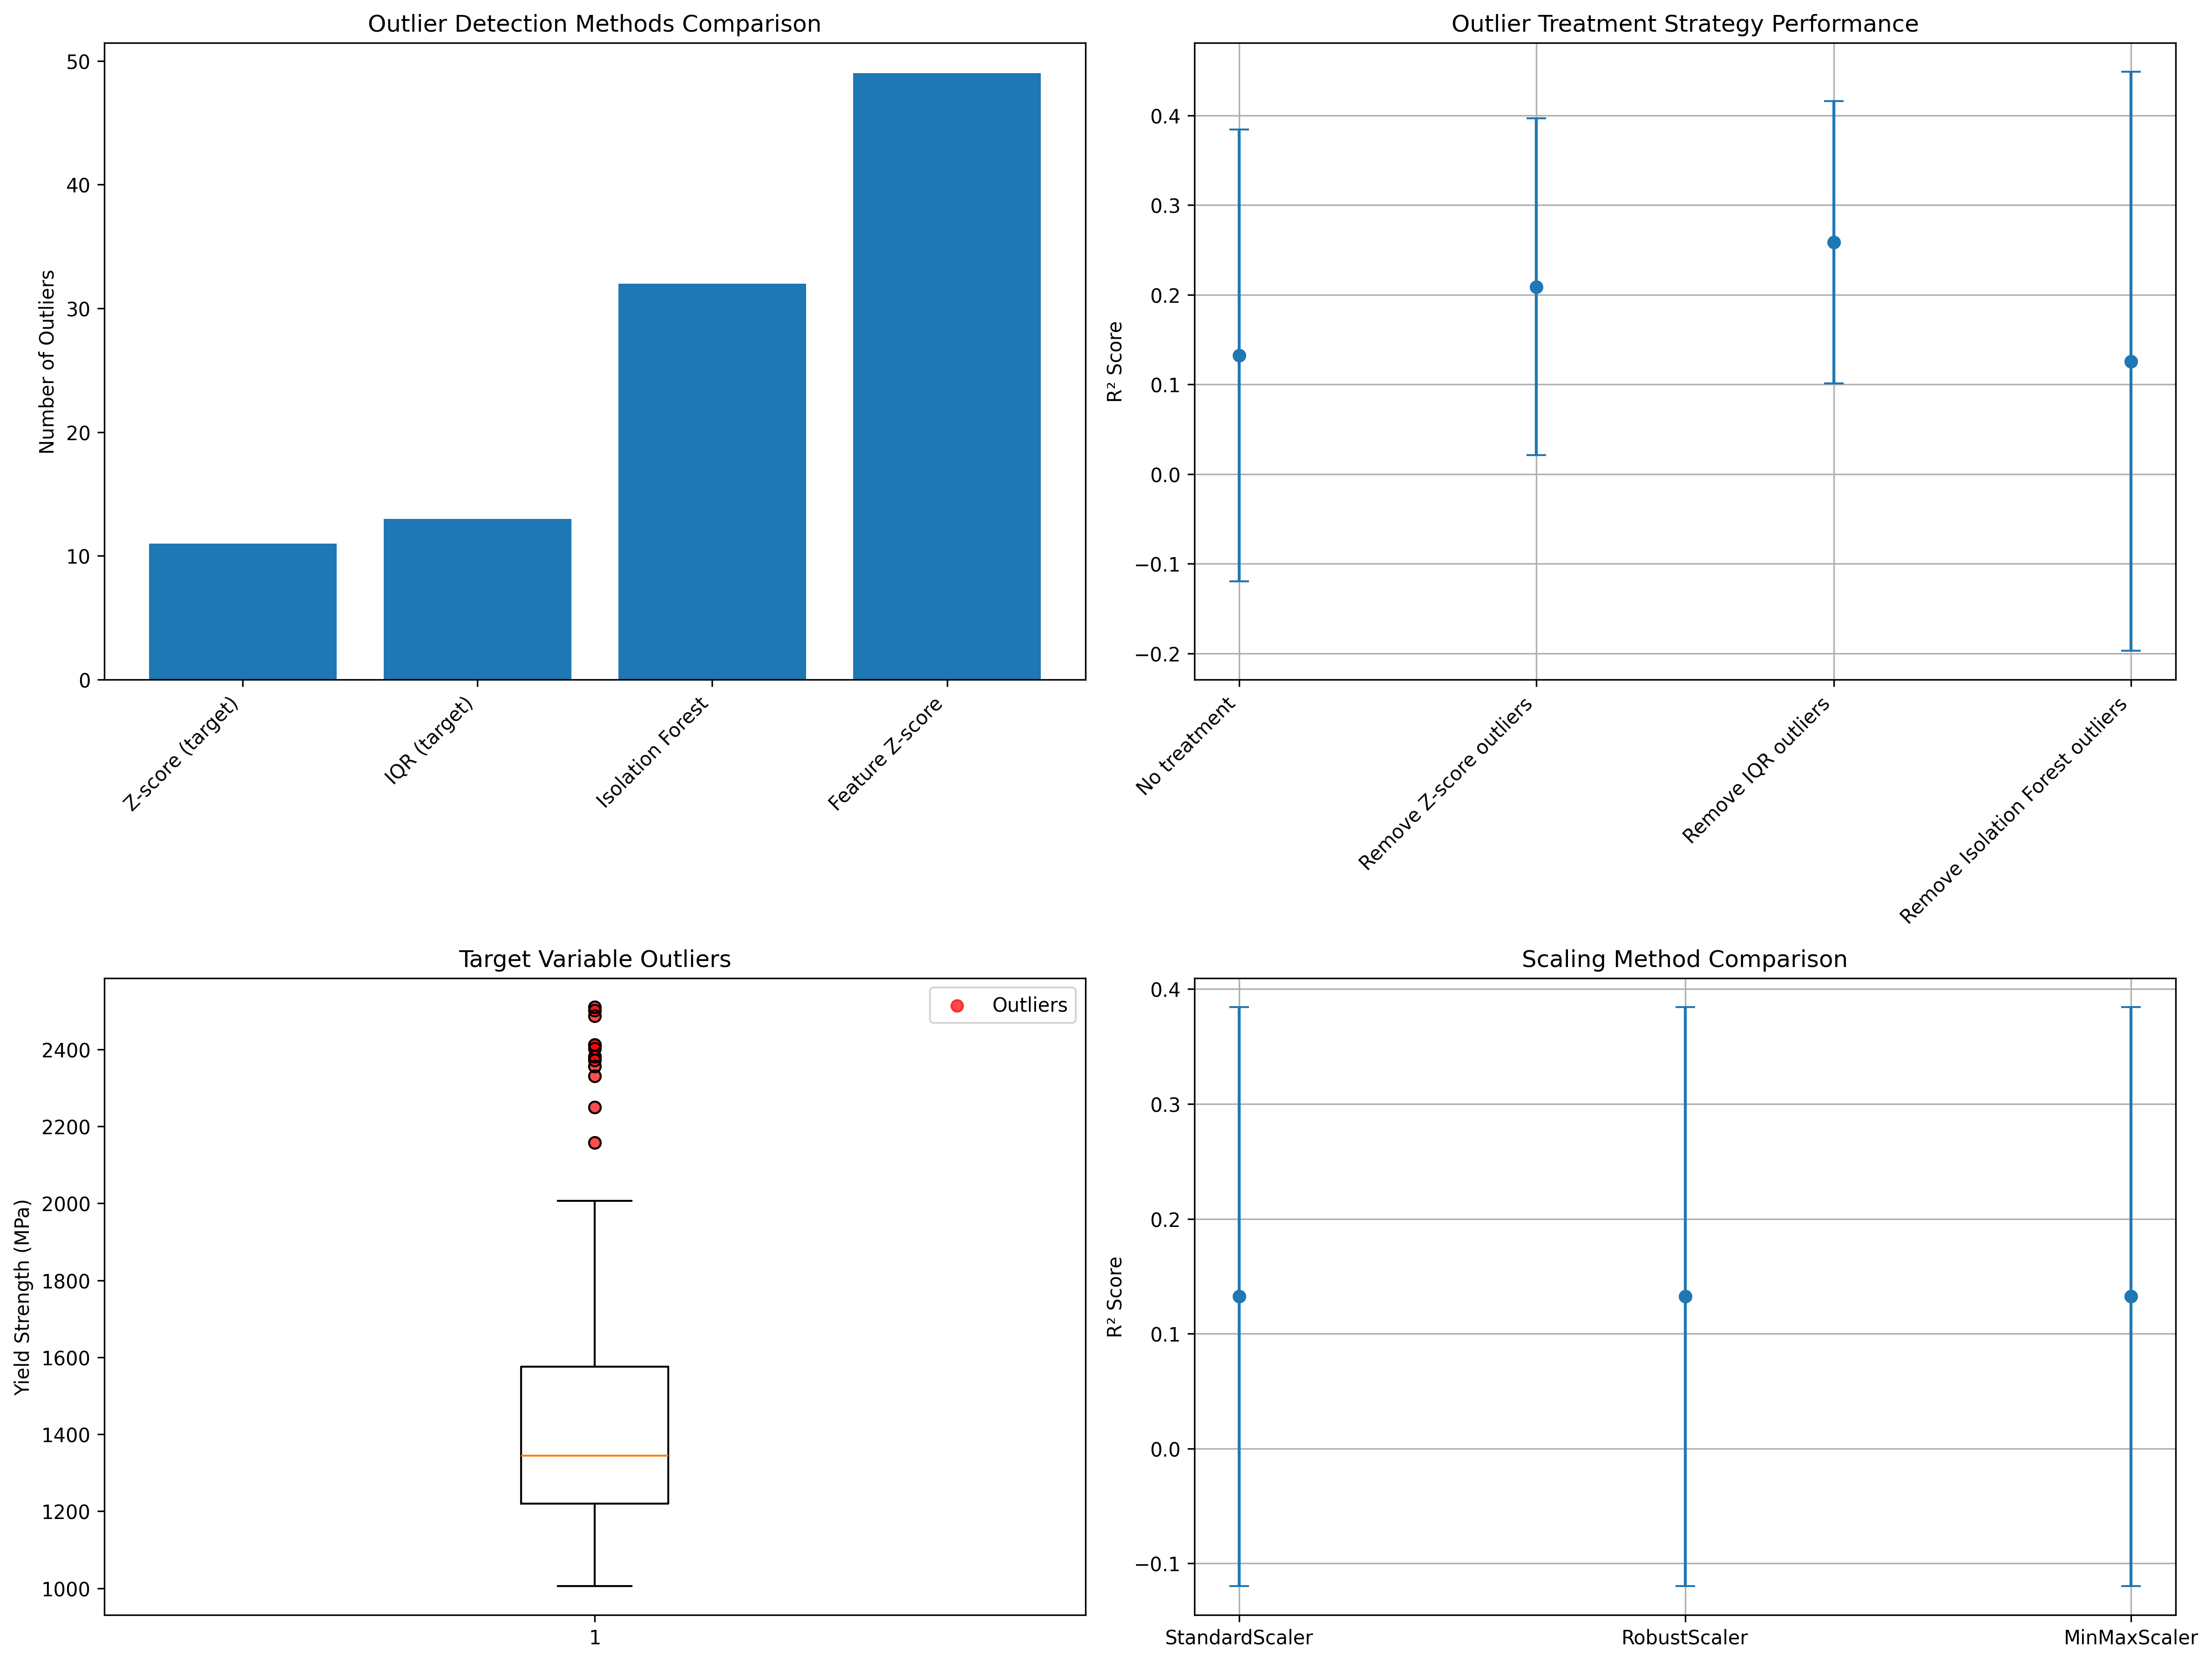 Outlier Detection Methods Comparison
Number of Outliers
50
40
30
20
10
0
Z-score (target)
IQR (target)
Isolation Forest
Feature Z-score
Outlier Treatment Strategy Performance
R² Score
0.4
0.3
0.2
0.1
0.0
−0.1
−0.2
No treatment
Remove Z-score outliers
Remove IQR outliers
Remove Isolation Forest outliers
Target Variable Outliers
Outliers
Yield Strength (MPa)
2400
2200
2000
1800
1600
1400
1200
1000
1
Scaling Method Comparison
R² Score
0.4
0.3
0.2
0.1
0.0
−0.1
StandardScaler
RobustScaler
MinMaxScaler